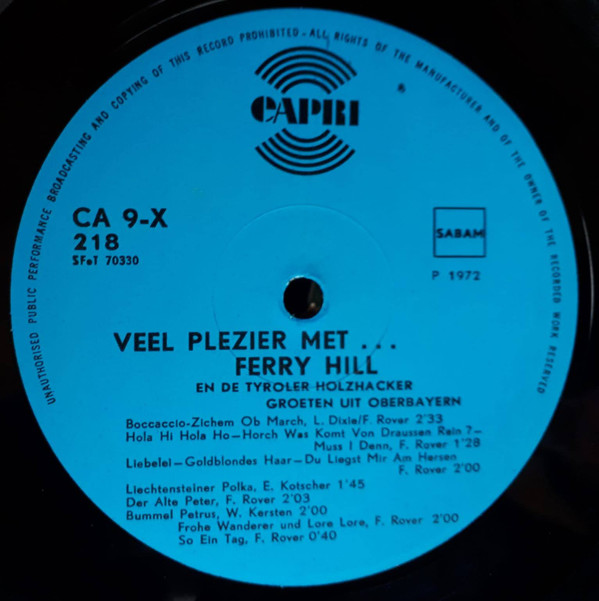 UNAUTHORISED PUBLIC PERFORMANCE BROADCASTING AND COPYING OF THIS RECORD PROHIBITED - ALL RIGHTS OF THE MANUFACTURER AND OF THE OWNER OF THE RECORDED WORK RESERVED
CAPRI
CA 9-X
218
SFeT 70330
SABAM
P 1972
VEEL PLEZIER MET . . .
FERRY HILL
EN DE TYROLER HOLZHACKER
GROETEN UIT OBERBAYERN
Boccaccio-Zichem Ob March, L. Dixie/F. Rover 2'33
Hola Hi Hola Ho - Horch Was Komt Von Draussen Rein ? -
Muss I Denn, F. Rover 1'28
Liebelei - Goldblondes Haar - Du Liegst Mir Am Hersen
F. Rover 2'00
Liechtensteiner Polka, E. Kotscher 1'45
Der Alte Peter, F. Rover 2'03
Bummel Petrus, W. Kersten 2'00
Frohe Wanderer und Lore Lore, F. Rover 2'00
So Ein Tag, F. Rover 0'40